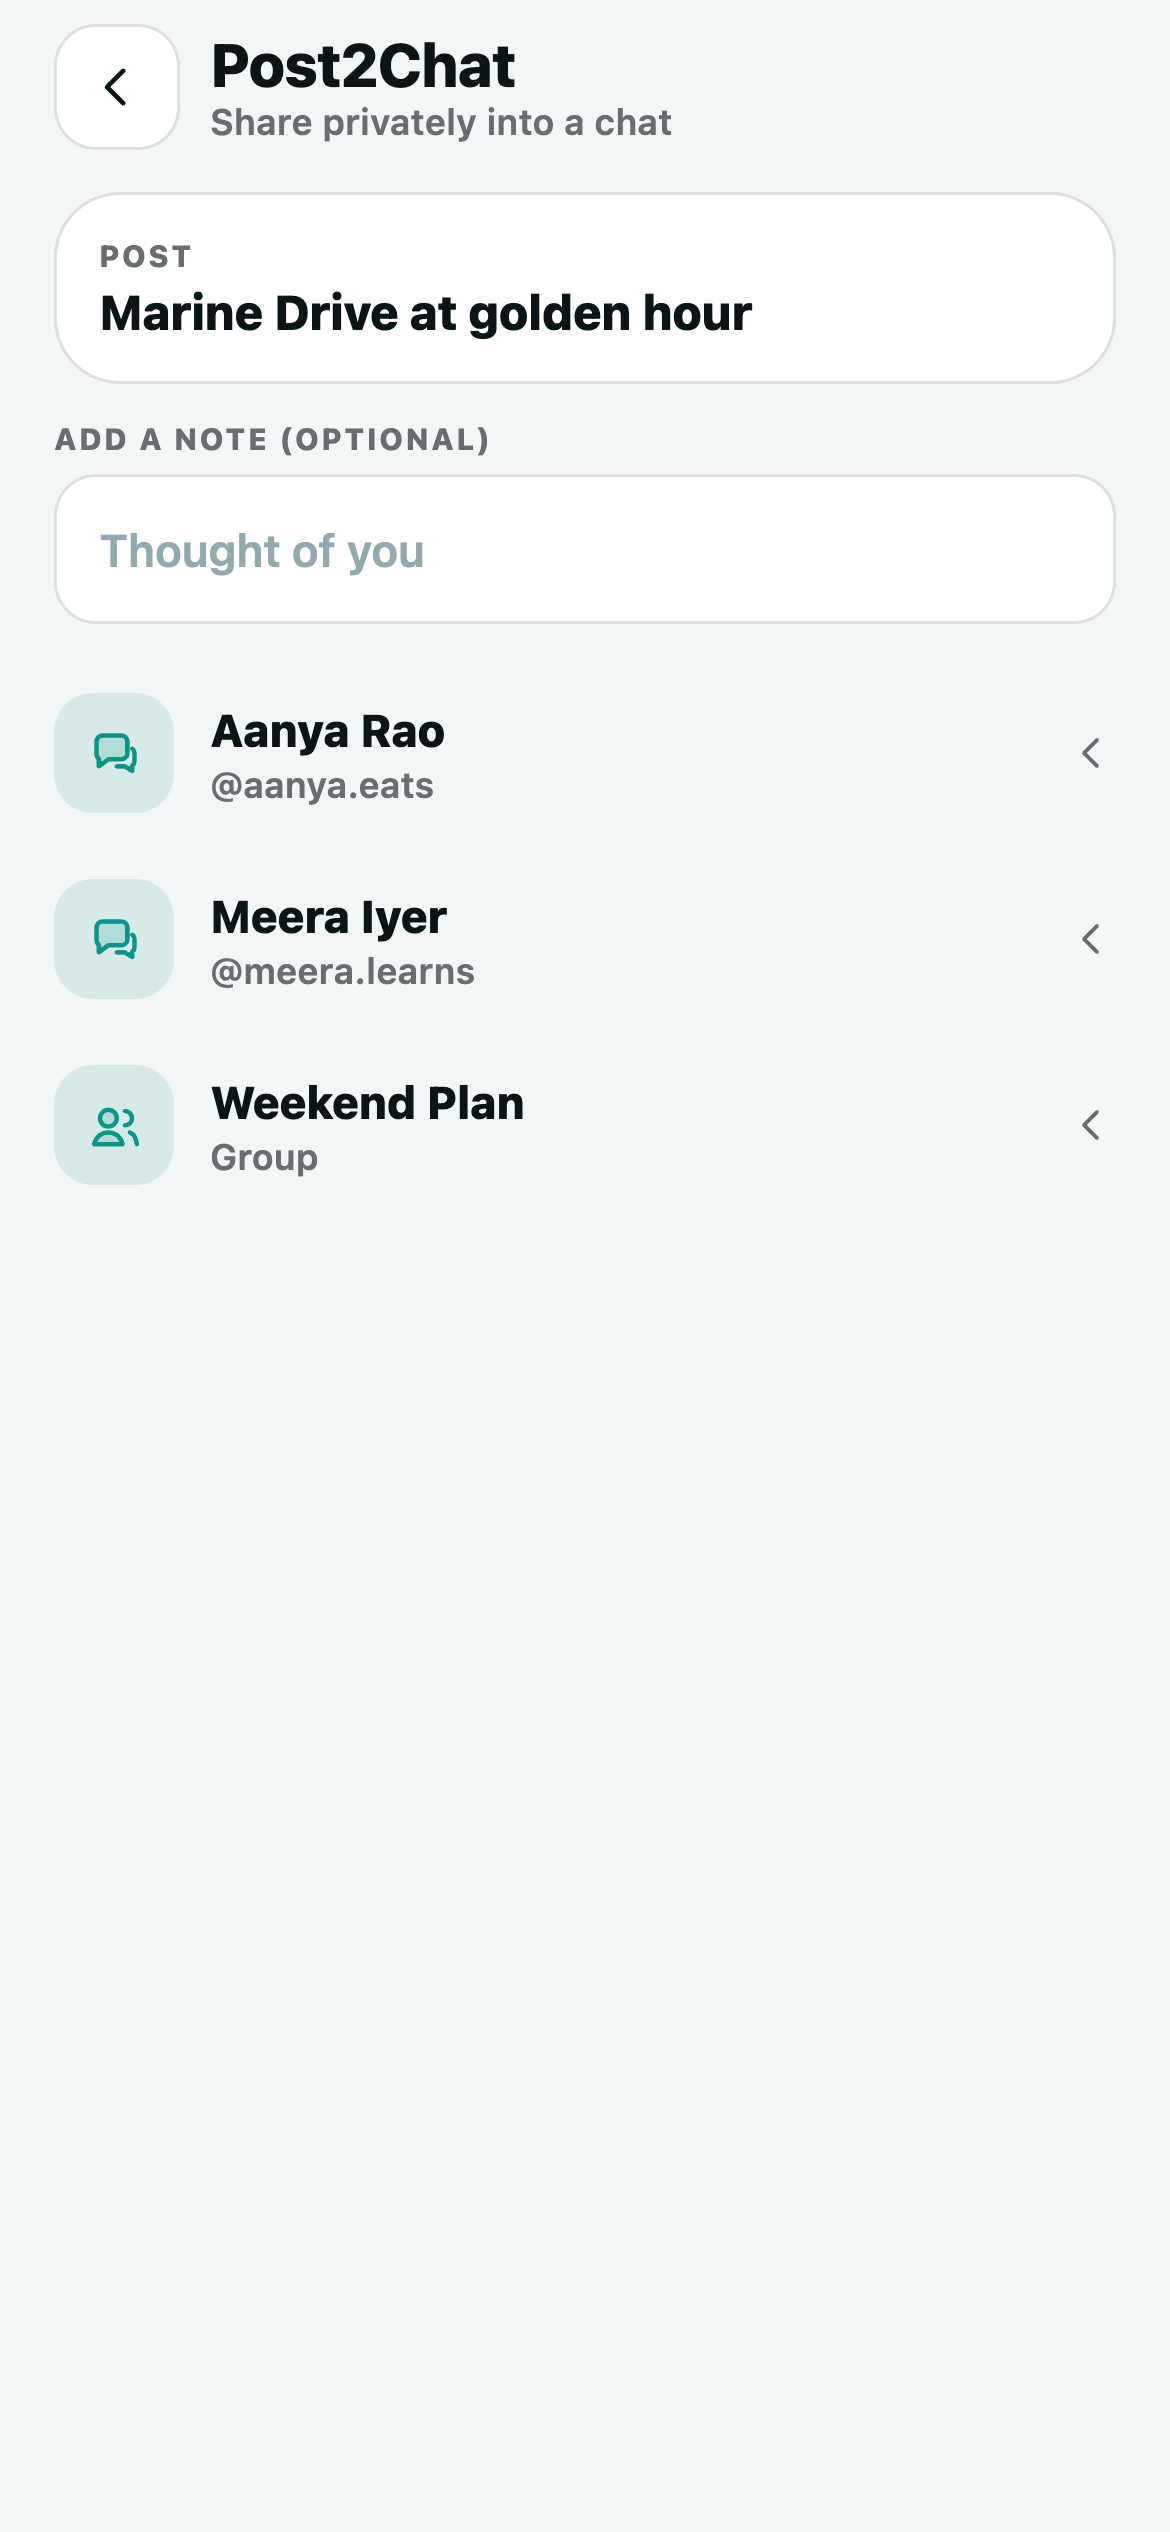 Post2Chat
Share privately into a chat
POST
Marine Drive at golden hour
ADD A NOTE (OPTIONAL)
Thought of you
Aanya Rao
@aanya.eats
Meera Iyer
@meera.learns
Weekend Plan
Group